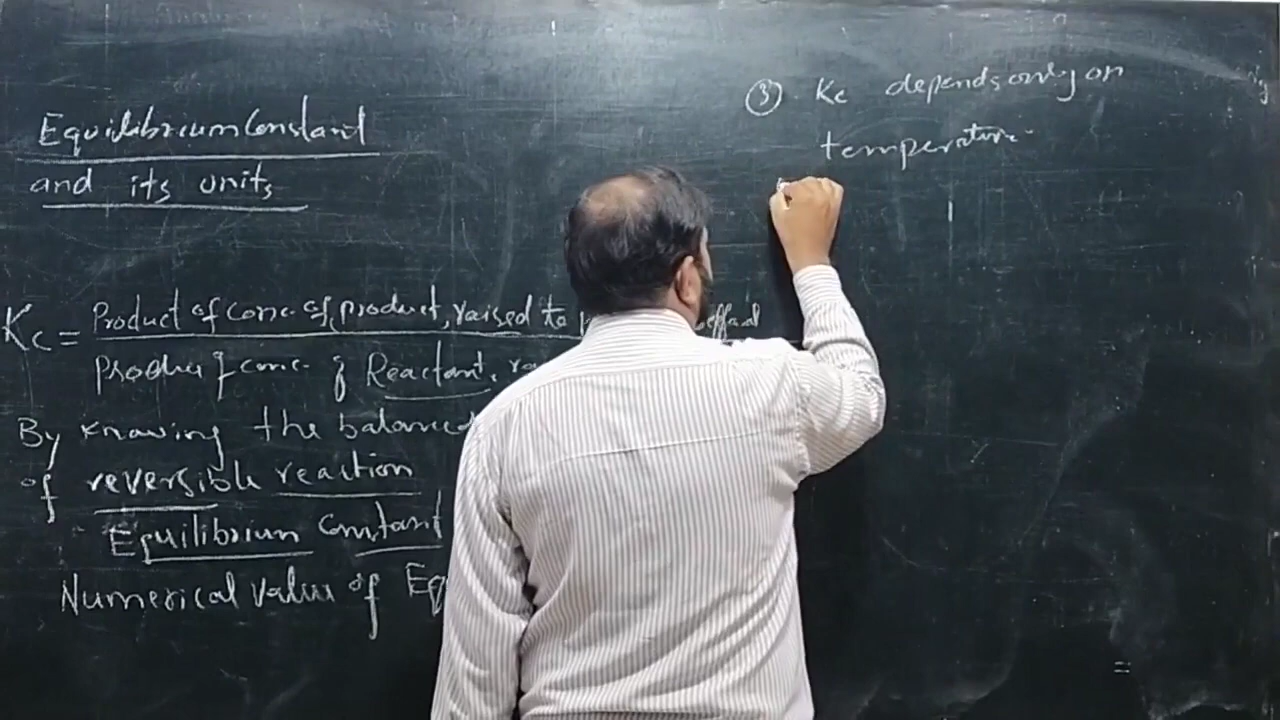 Equilibrium Constant
and its units
Kc = Product of conc. of product, raised to
Product of conc. of Reactant,
By knowing the balanced
of reversible reaction
Equilibrium Constant
Numerical Value of Eq
③. Kc depends only on
temperature.
=